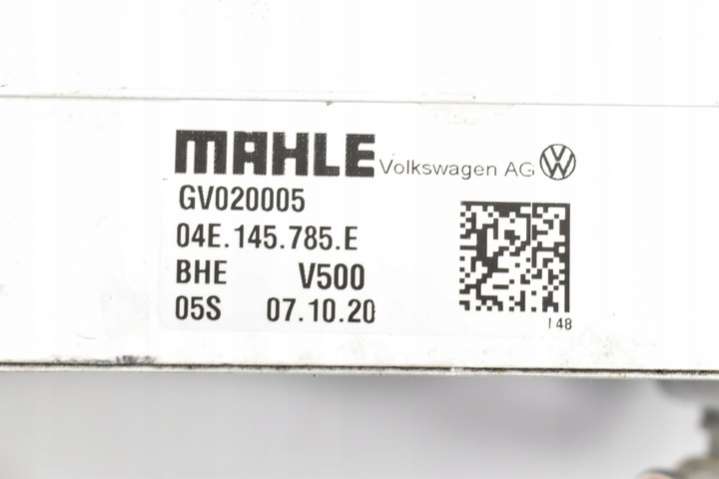 MAHLE Volkswagen AG
GV020005
04E.145.785.E
BHE V500
05S 07.10.20
148